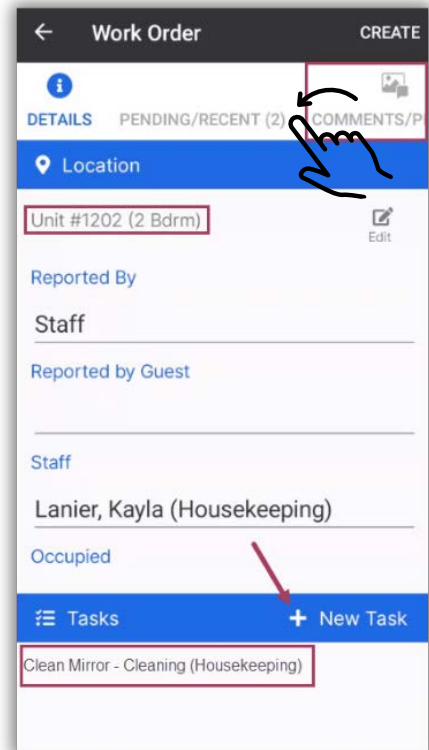 Work Order CREATE
DETAILS PENDING/RECENT (2) COMMENTS/P
Location
Unit #1202 (2 Bdrm)
Edit
Reported By
Staff
Reported by Guest
Staff
Lanier, Kayla (Housekeeping)
Occupied
Tasks + New Task
Clean Mirror - Cleaning (Housekeeping)